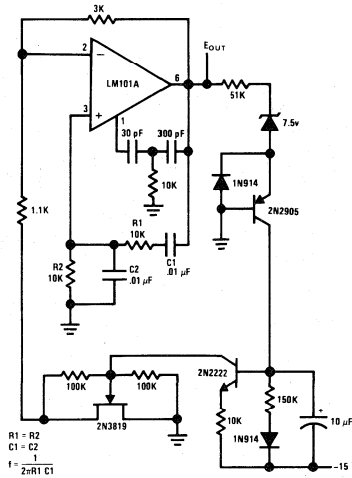 3K
EOUT
2
−
LM101A
6
3
+
1
51K
7.5v
30 pF
300 pF
10K
1N914
2N2905
1.1K
R1
10K
C1
.01 µF
R2
10K
C2
.01 µF
100K
100K
2N2222
2N3819
10K
150K
1N914
+
10 µF
−15
R1 = R2
C1 = C2
f = 1
2πR1 C1